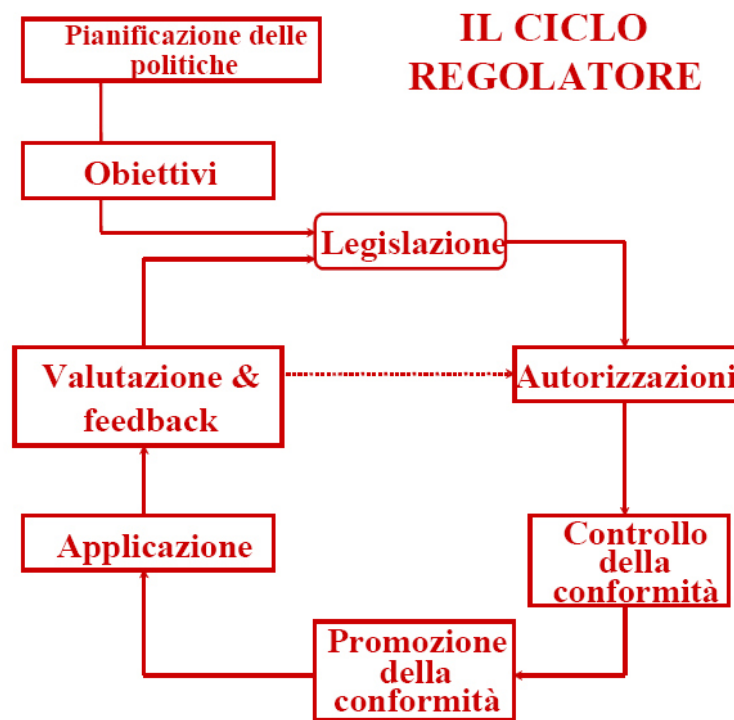 IL CICLO
REGOLATORE
Pianificazione delle
politiche
Obiettivi
Legislazione
Valutazione &
feedback
Autorizzazioni
Applicazione
Controllo
della
conformità
Promozione
della
conformità